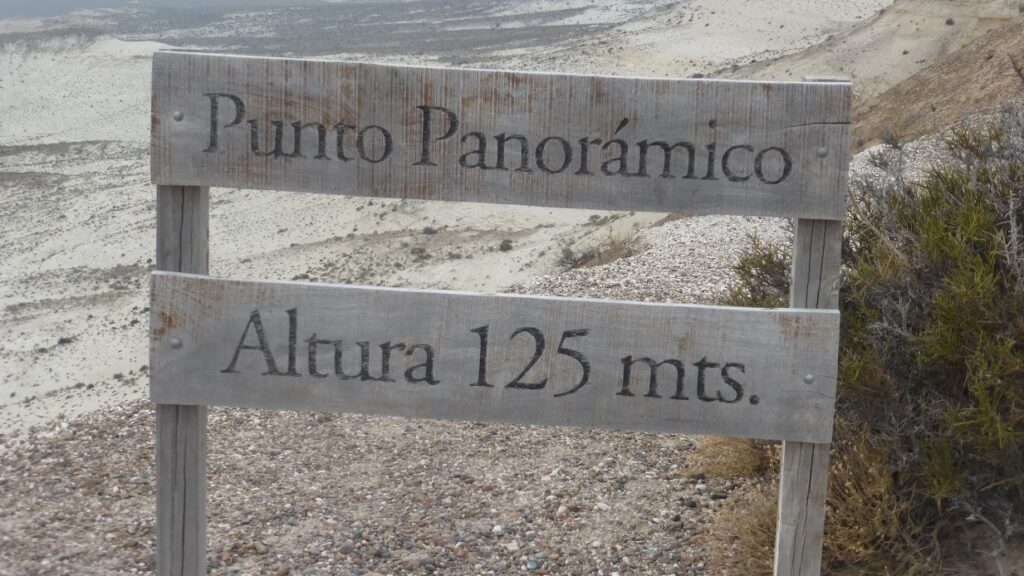 Punto Panorámico
Altura 125 mts.